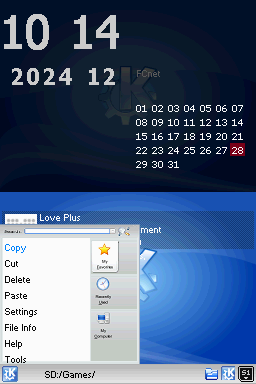 10 14
2024 12
FCnet
01 02 03 04 05 06 07
08 09 10 11 12 13 14
15 16 17 18 19 20 21
22 23 24 25 26 27 28
29 30 31
Love Plus
Search:
ment
Copy
Cut
Delete
Paste
Settings
File Info
Help
Tools
My
Favorites
Recently
Used
My
Computer
SD:/Games/
S1